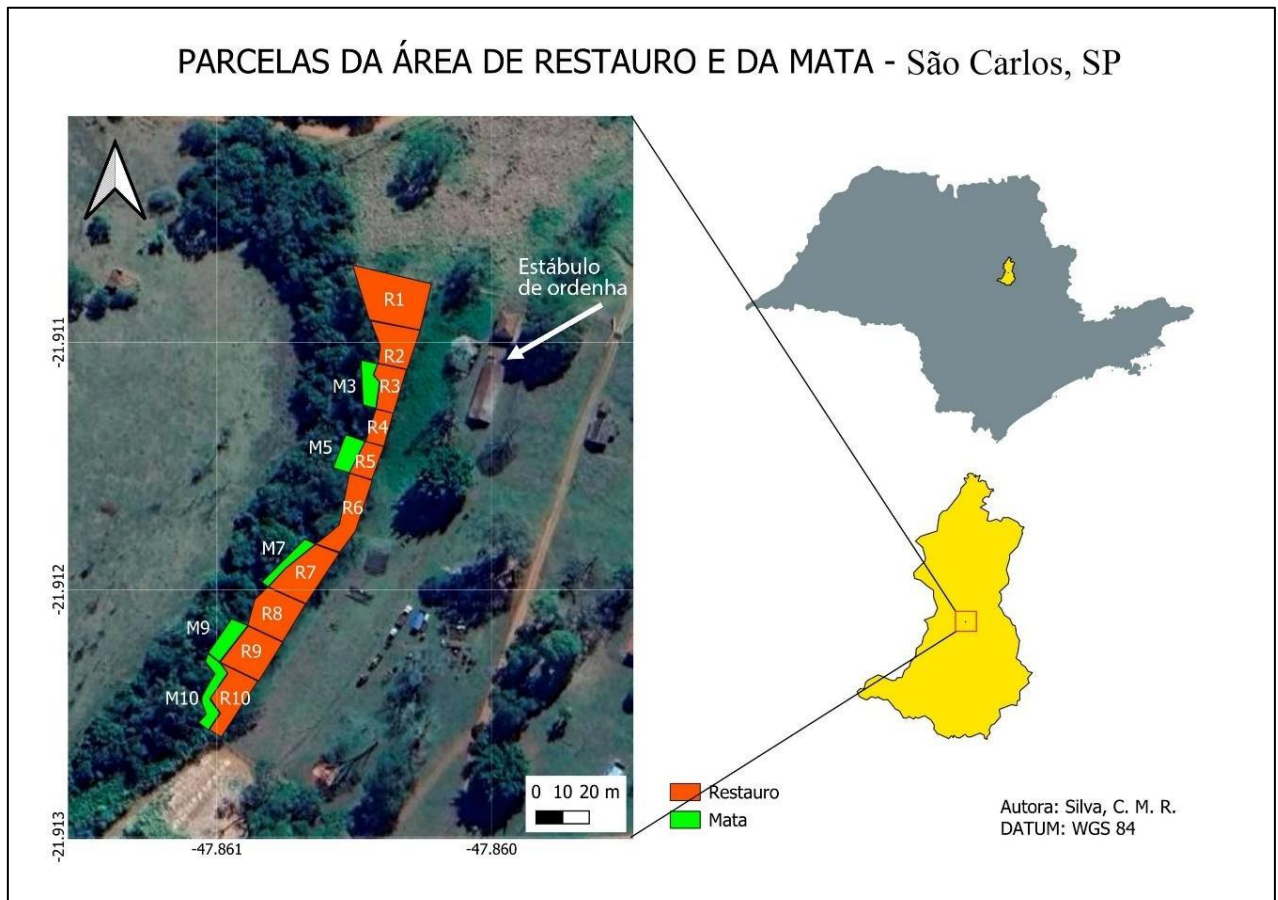 PARCELAS DA ÁREA DE RESTAURO E DA MATA - São Carlos, SP
Estábulo
de ordenha
R1
-21.911
R2
M3
R3
R4
M5
R5
R6
M7
R7
-21.912
R8
M9
R9
M10
R10
0 10 20 m
Restauro
Mata
Autora: Silva, C. M. R.
DATUM: WGS 84
-21.913
-47.861
-47.860